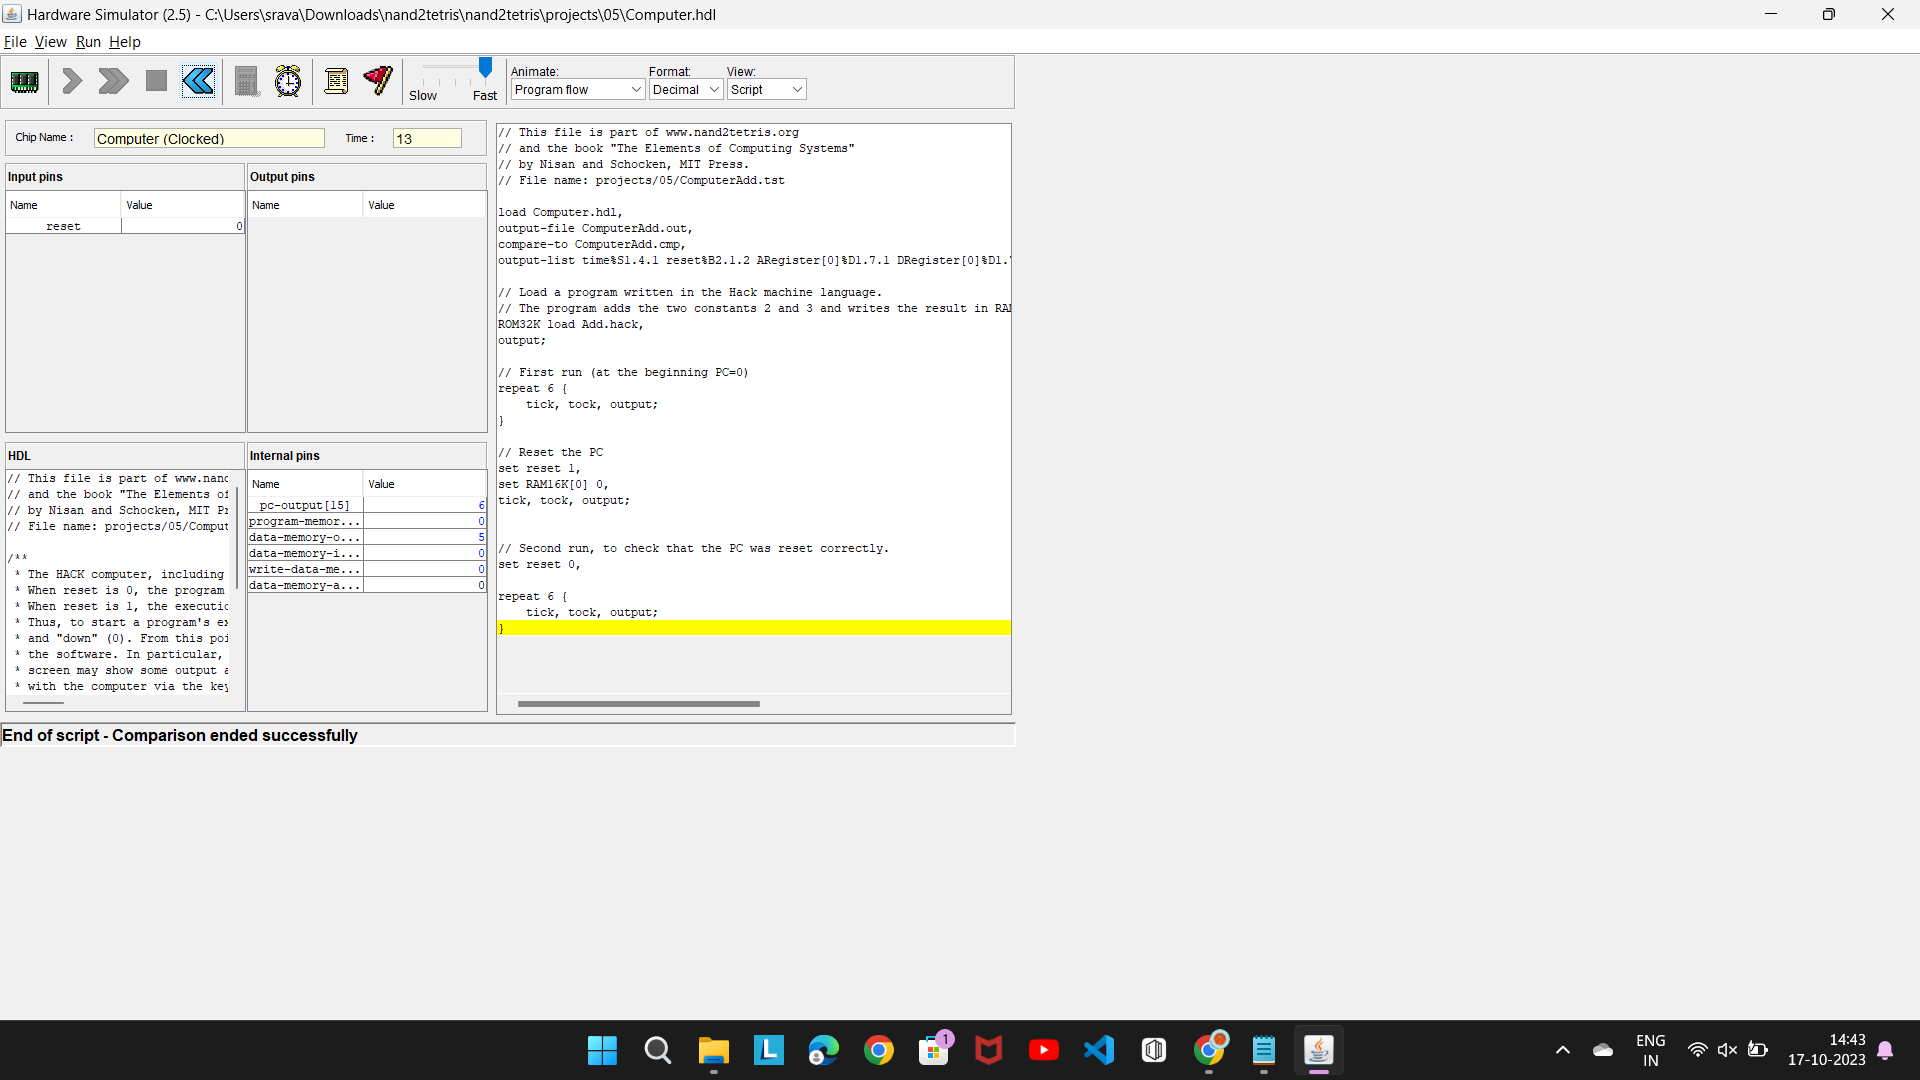 Hardware Simulator (2.5) - C:\Users\srava\Downloads\nand2tetris\nand2tetris\projects\05\Computer.hdl
File View Run Help
Slow Fast
Animate: Format: View:
Program flow Decimal Script
Chip Name : Computer (Clocked) Time : 13
Input pins
Name Value
reset 0
Output pins
Name Value
HDL
// This file is part of www.nand
// and the book "The Elements of
// by Nisan and Schocken, MIT Pr
// File name: projects/05/Comput
/**
* The HACK computer, including
* When reset is 0, the program
* When reset is 1, the executio
* Thus, to start a program's ex
* and "down" (0). From this poi
* the software. In particular,
* screen may show some output a
* with the computer via the key
Internal pins
Name Value
pc-output[15] 6
program-memor... 0
data-memory-o... 5
data-memory-i... 0
write-data-me... 0
data-memory-a... 0
// This file is part of www.nand2tetris.org
// and the book "The Elements of Computing Systems"
// by Nisan and Schocken, MIT Press.
// File name: projects/05/ComputerAdd.tst
load Computer.hdl,
output-file ComputerAdd.out,
compare-to ComputerAdd.cmp,
output-list time%S1.4.1 reset%B2.1.2 ARegister[0]%D1.7.1 DRegister[0]%D1.
// Load a program written in the Hack machine language.
// The program adds the two constants 2 and 3 and writes the result in RA
ROM32K load Add.hack,
output;
// First run (at the beginning PC=0)
repeat 6 {
tick, tock, output;
}
// Reset the PC
set reset 1,
set RAM16K[0] 0,
tick, tock, output;
// Second run, to check that the PC was reset correctly.
set reset 0,
repeat 6 {
tick, tock, output;
}
End of script - Comparison ended successfully
L
1
ENG
IN
14:43
17-10-2023